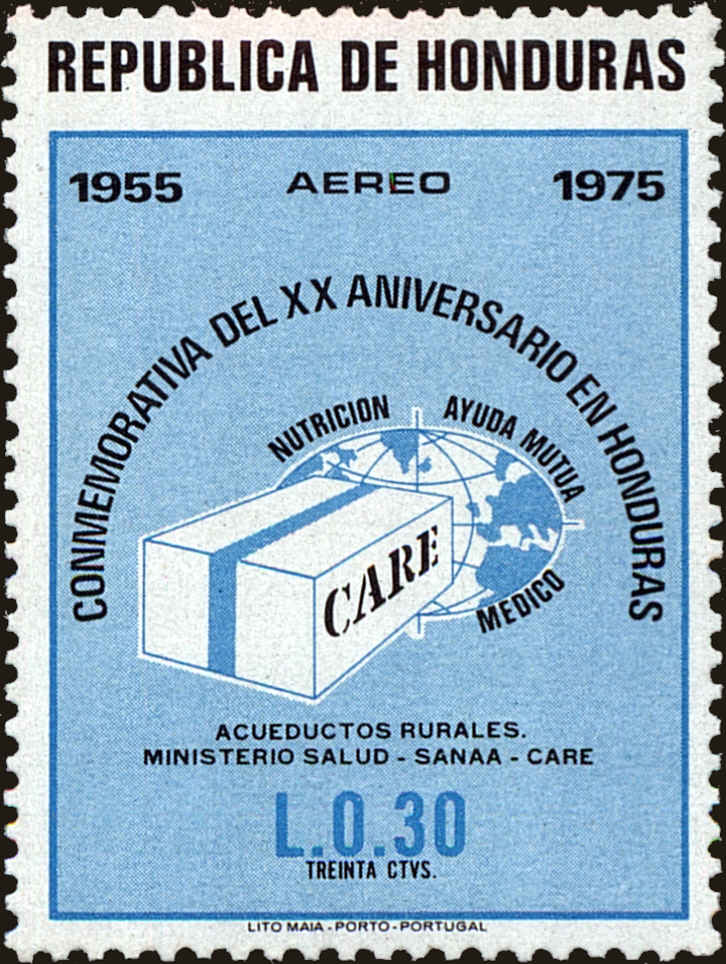 REPUBLICA DE HONDURAS
1955 AEREO 1975
CONMEMORATIVA DEL XX ANIVERSARIO EN HONDURAS
NUTRICION AYUDA MUTUA
MEDICO
CARE
ACUEDUCTOS RURALES.
MINISTERIO SALUD - SANAA - CARE
L.0.30
TREINTA CTVS.
LITO MAIA - PORTO - PORTUGAL